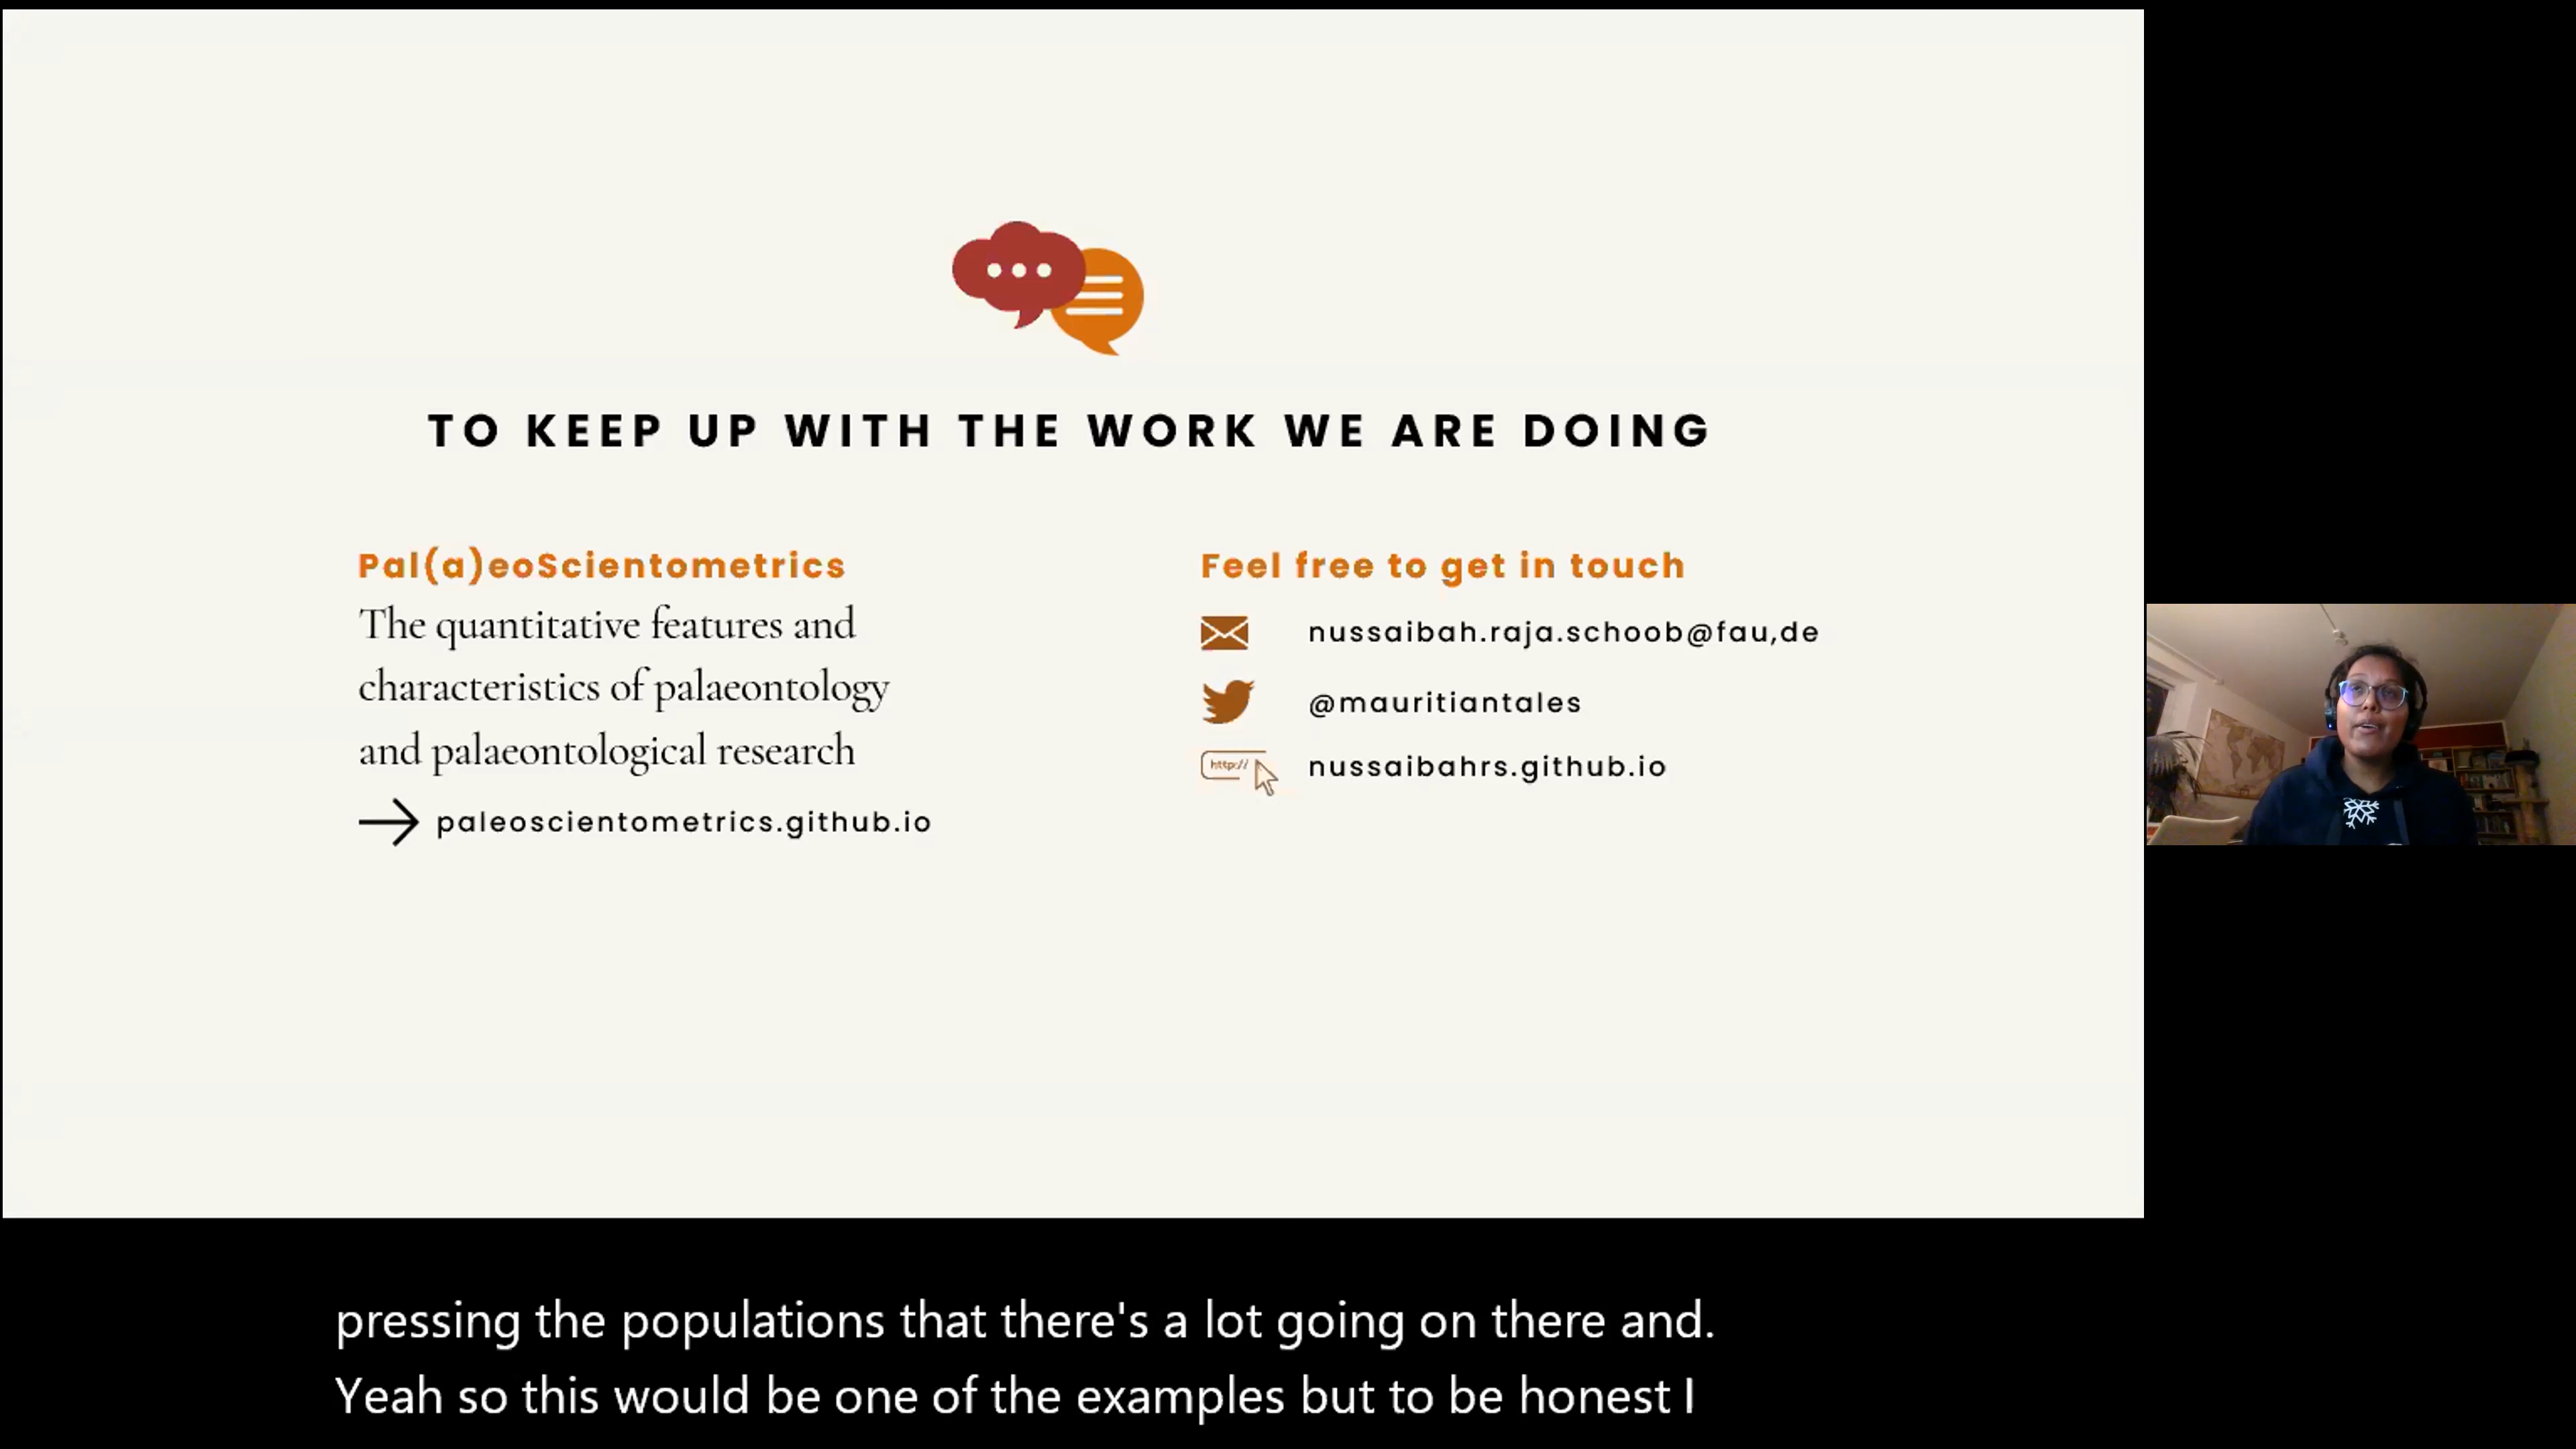 TO KEEP UP WITH THE WORK WE ARE DOING
Pal(a)eoScientometrics
The quantitative features and
characteristics of palaeontology
and palaeontological research
paleoscientometrics.github.io
Feel free to get in touch
nussaibah.raja.schoob@fau,de
@mauritiantales
http://
nussaibahrs.github.io
pressing the populations that there's a lot going on there and.
Yeah so this would be one of the examples but to be honest I